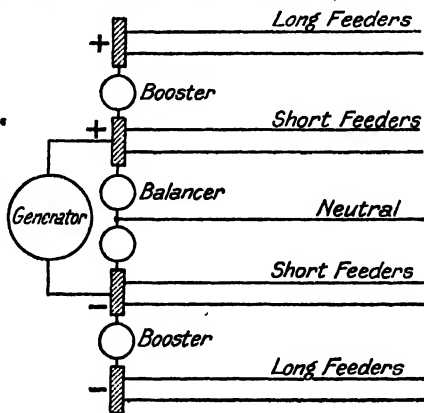 Long Feeders
+
Booster
+
Short Feeders
Balancer
Generator
Neutral
Short Feeders
−
Booster
Long Feeders
−